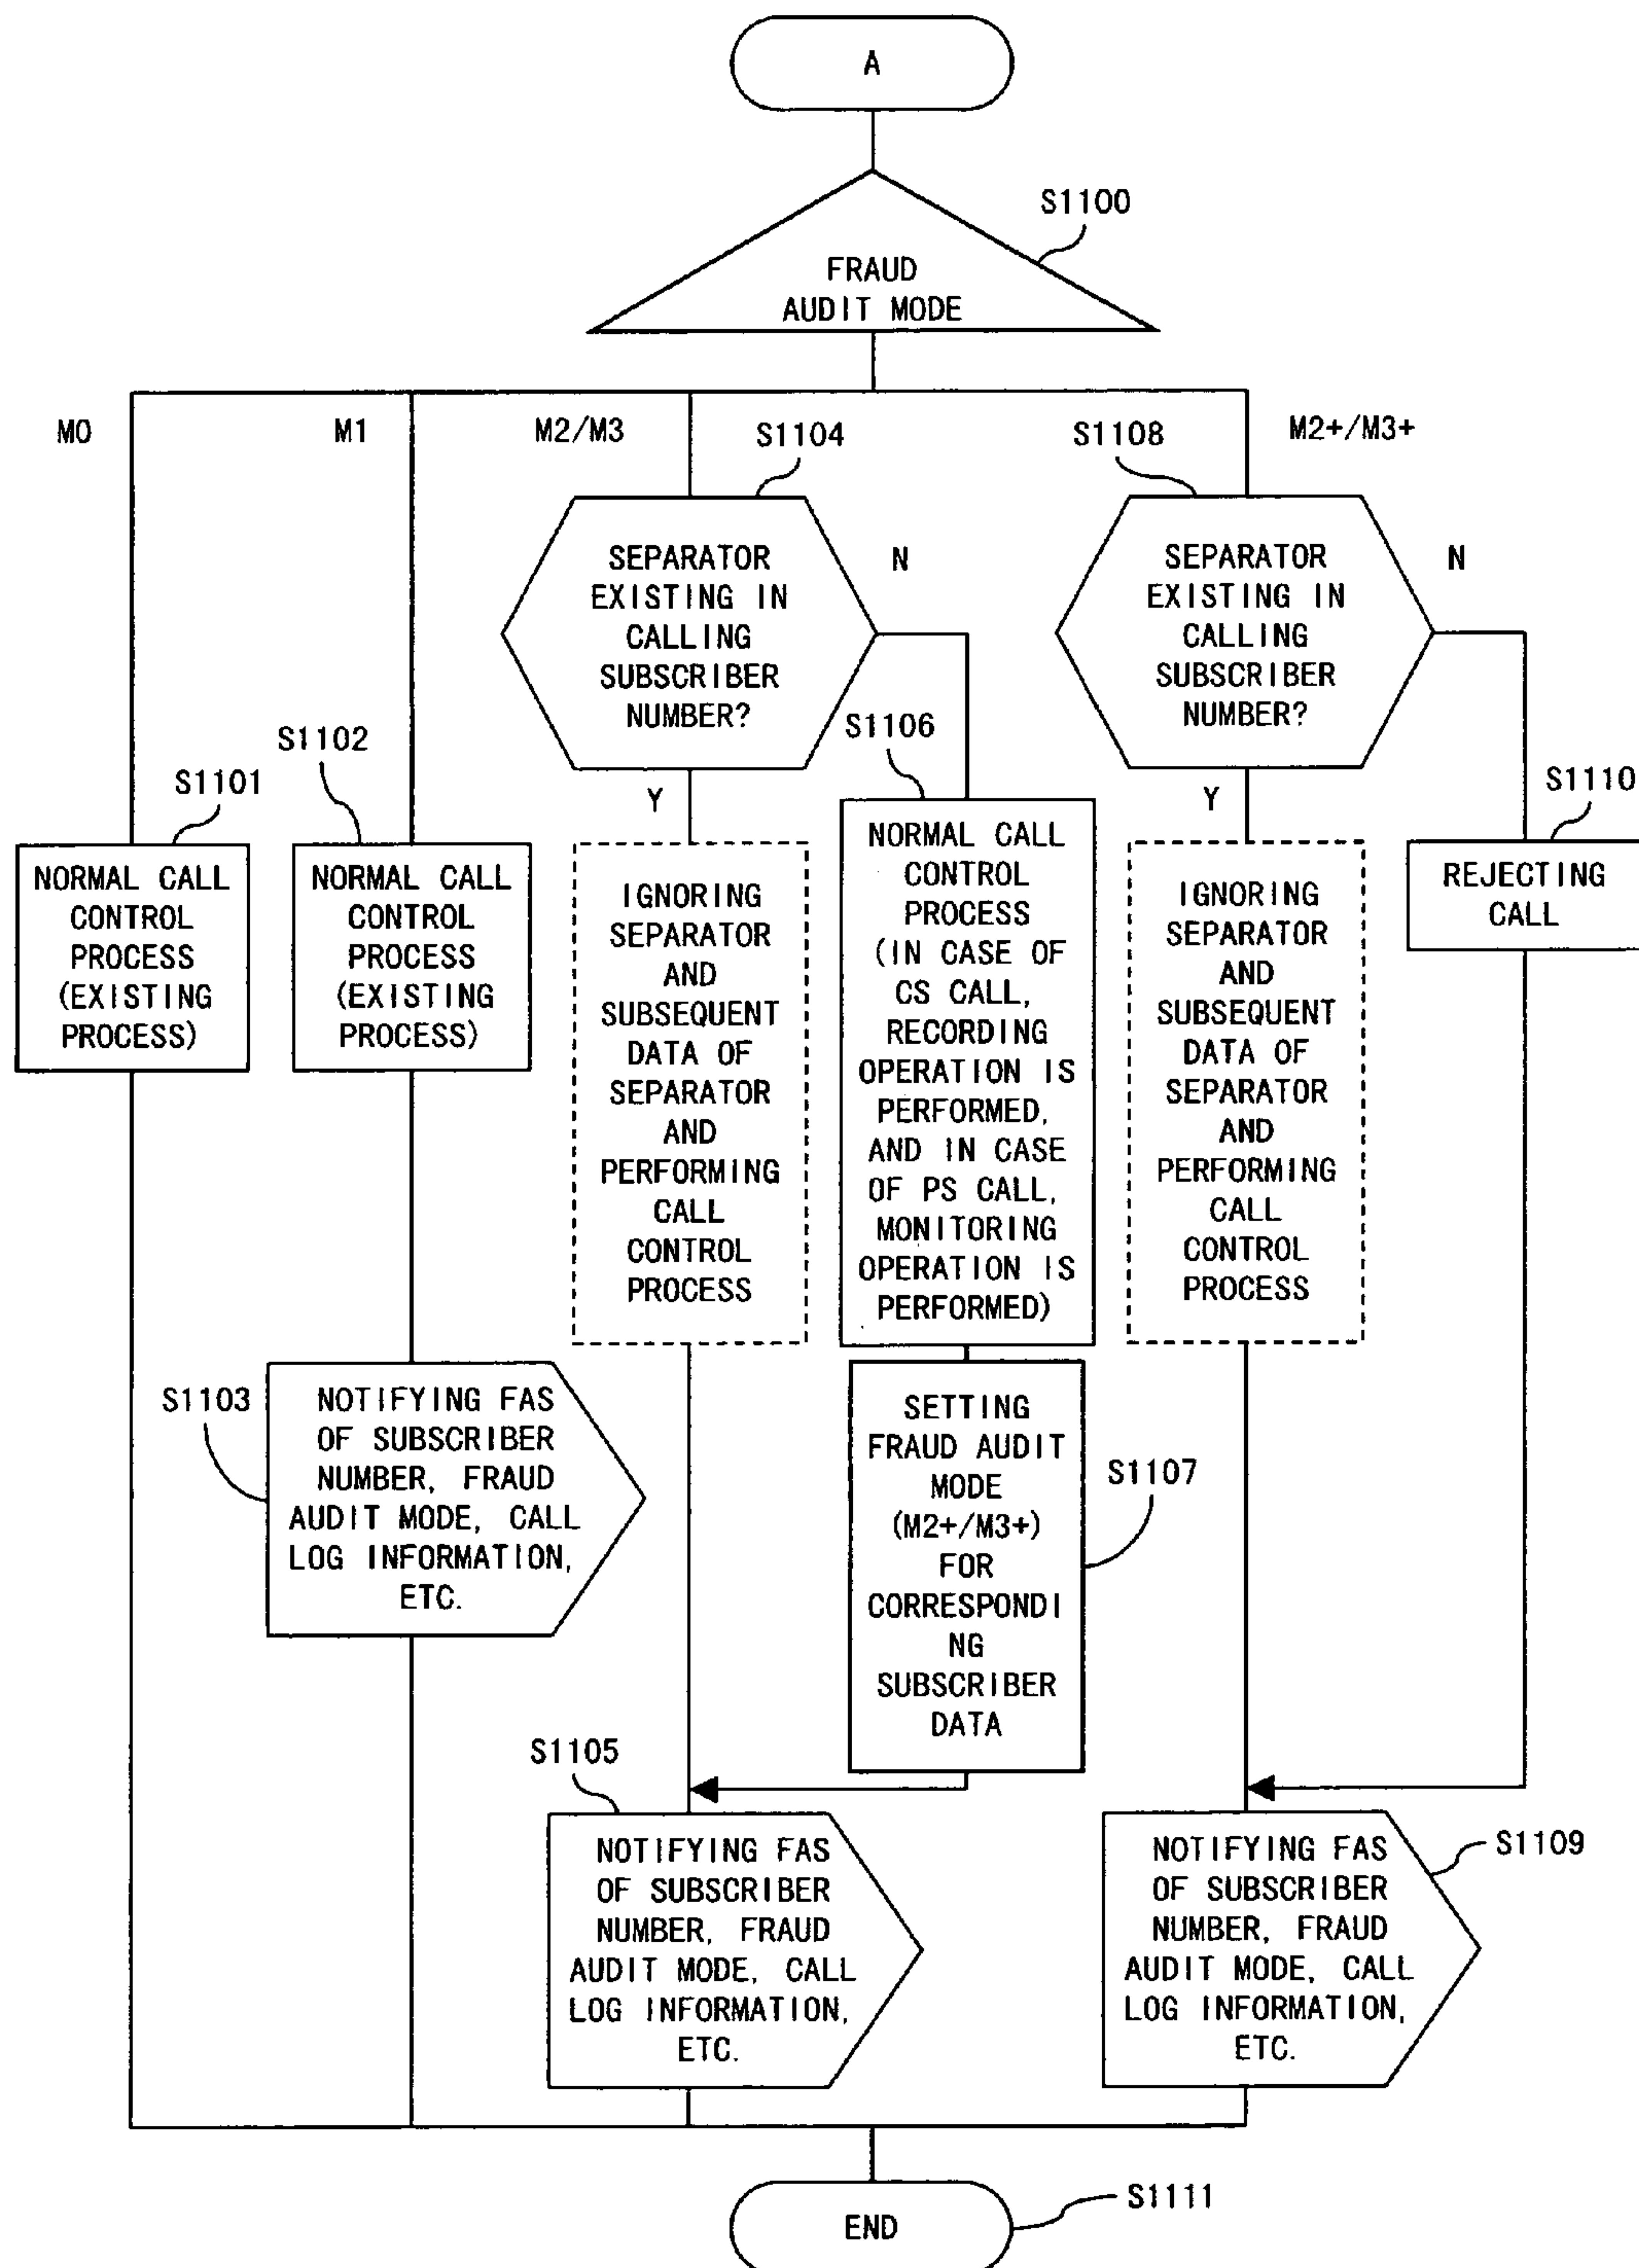 A
S1100
FRAUD
AUDIT MODE
M0
M1
M2/M3
S1104
S1108
M2+/M3+
SEPARATOR
EXISTING IN
CALLING
SUBSCRIBER
NUMBER?
N
SEPARATOR
EXISTING IN
CALLING
SUBSCRIBER
NUMBER?
N
S1101
S1102
Y
S1106
Y
S1110
NORMAL CALL
CONTROL
PROCESS
(EXISTING
PROCESS)
NORMAL CALL
CONTROL
PROCESS
(EXISTING
PROCESS)
IGNORING
SEPARATOR
AND
SUBSEQUENT
DATA OF
SEPARATOR
AND
PERFORMING
CALL
CONTROL
PROCESS
NORMAL CALL
CONTROL
PROCESS
(IN CASE OF
CS CALL,
RECORDING
OPERATION IS
PERFORMED,
AND IN CASE
OF PS CALL,
MONITORING
OPERATION IS
PERFORMED)
IGNORING
SEPARATOR
AND
SUBSEQUENT
DATA OF
SEPARATOR
AND
PERFORMING
CALL
CONTROL
PROCESS
REJECTING
CALL
S1103
NOTIFYING FAS
OF SUBSCRIBER
NUMBER, FRAUD
AUDIT MODE, CALL
LOG INFORMATION,
ETC.
SETTING
FRAUD AUDIT
MODE
(M2+/M3+)
FOR
CORRESPONDI
NG
SUBSCRIBER
DATA
S1107
S1105
NOTIFYING FAS
OF SUBSCRIBER
NUMBER, FRAUD
AUDIT MODE, CALL
LOG INFORMATION,
ETC.
NOTIFYING FAS
OF SUBSCRIBER
NUMBER, FRAUD
AUDIT MODE, CALL
LOG INFORMATION,
ETC.
S1109
END
S1111